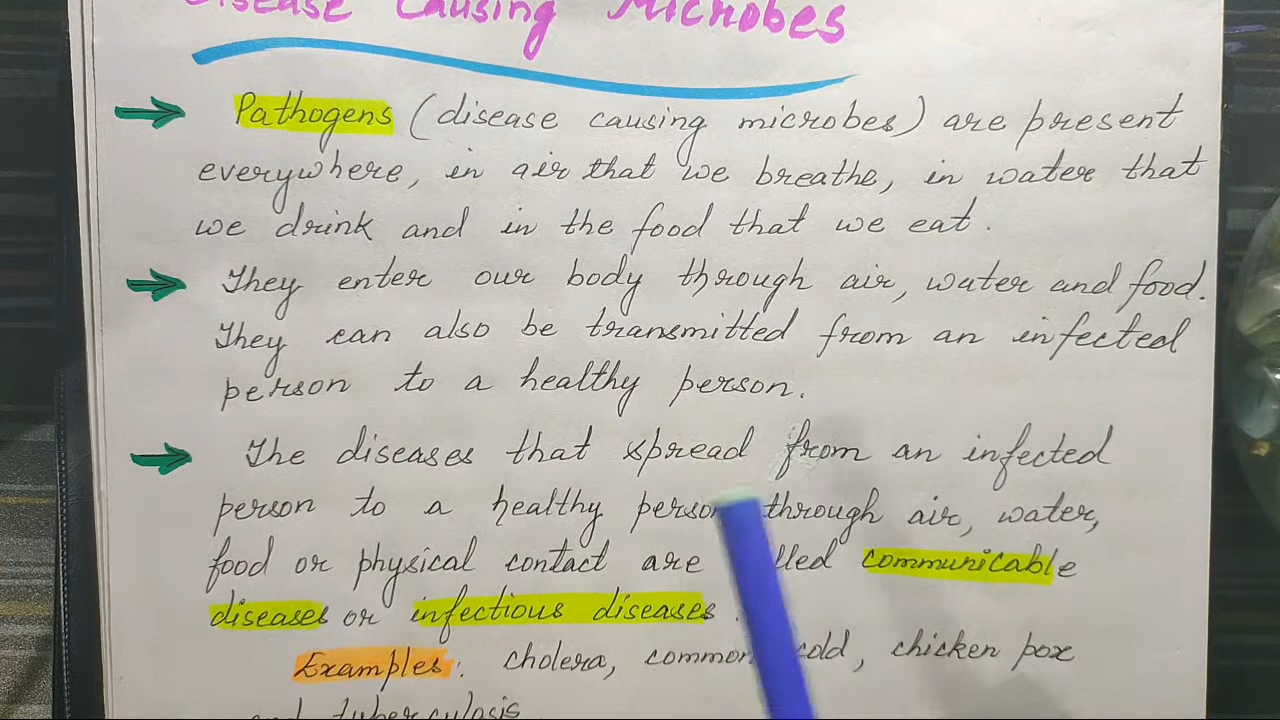 Disease Causing Microbes
Pathogens (disease causing microbes) are present
everywhere, in air that we breathe, in water that
we drink and in the food that we eat.
They enter our body through air, water and food.
They can also be transmitted from an infected
person to a healthy person.
The diseases that spread from an infected
person to a healthy person through air, water,
food or physical contact are lled communicable
diseases or infectious diseases.
Examples: cholera, common cold, chicken pox
and tuberculosis.